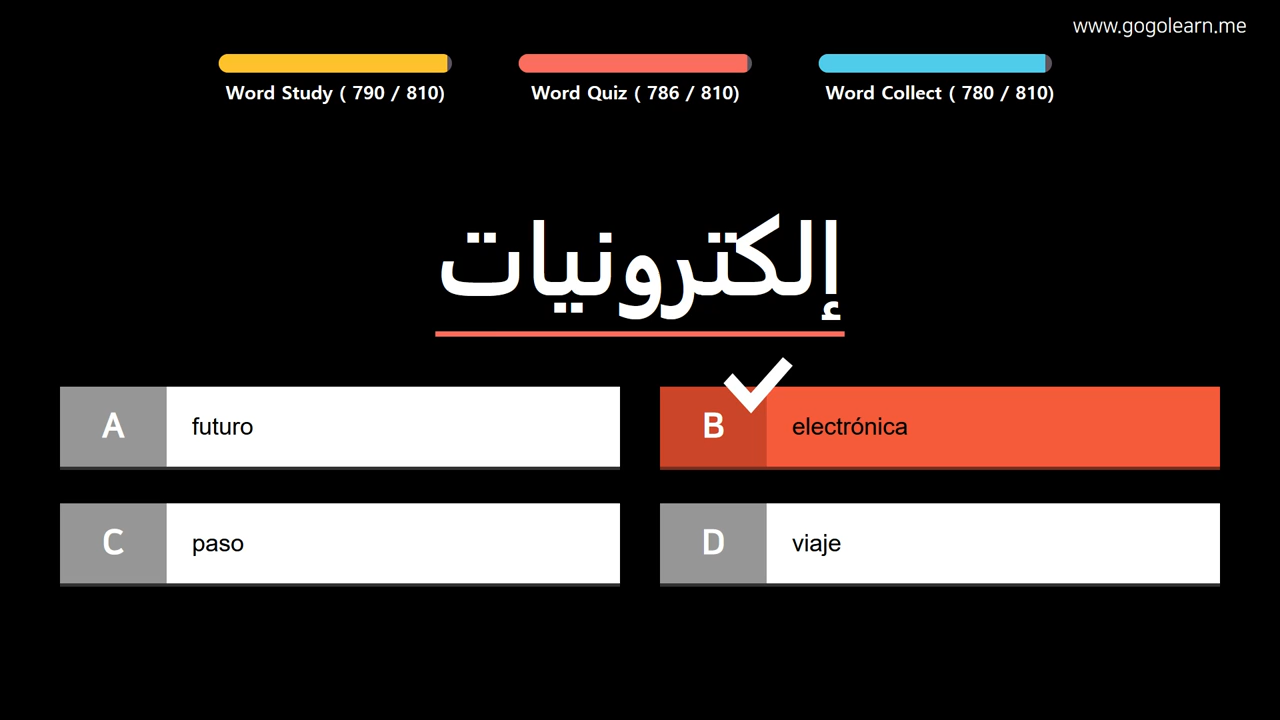 www.gogolearn.me
Word Study ( 790 / 810)
Word Quiz ( 786 / 810)
Word Collect ( 780 / 810)
إلكترونيات
A futuro
B electrónica
C paso
D viaje